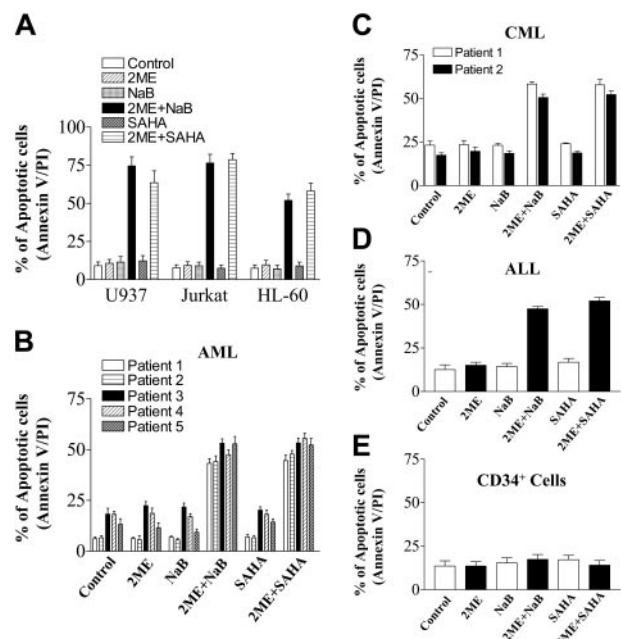 A
Control
2ME
NaB
2ME+NaB
SAHA
2ME+SAHA
% of Apoptotic cells
(Annexin V/PI)
100
75
50
25
0
U937 Jurkat HL-60
B
AML
Patient 1
Patient 2
Patient 3
Patient 4
Patient 5
% of Apoptotic cells
(Annexin V/PI)
100
75
50
25
0
Control 2ME NaB 2ME+NaB SAHA 2ME+SAHA
C
CML
Patient 1
Patient 2
% of Apoptotic cells
(Annexin V/PI)
75
50
25
0
Control 2ME NaB 2ME+NaB SAHA 2ME+SAHA
D
ALL
% of Apoptotic cells
(Annexin V/PI)
75
50
25
0
Control 2ME NaB 2ME+NaB SAHA 2ME+SAHA
E
CD34+ Cells
% of Apoptotic cells
(Annexin V/PI)
75
50
25
0
Control 2ME NaB 2ME+NaB SAHA 2ME+SAHA